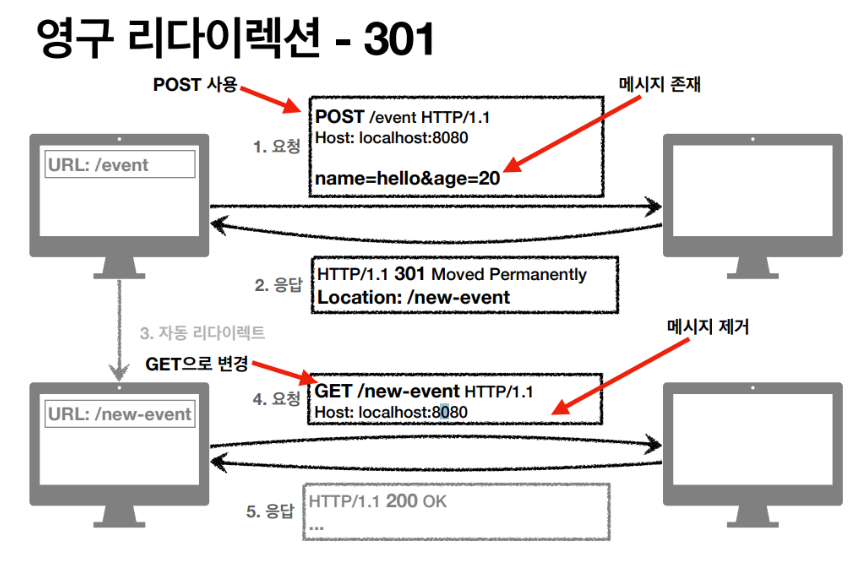 영구 리다이렉션 - 301
POST 사용
메시지 존재
1. 요청
POST /event HTTP/1.1
Host: localhost:8080
name=hello&age=20
URL: /event
2. 응답
HTTP/1.1 301 Moved Permanently
Location: /new-event
3. 자동 리다이렉트
메시지 제거
GET으로 변경
4. 요청
GET /new-event HTTP/1.1
Host: localhost:8080
URL: /new-event
5. 응답
HTTP/1.1 200 OK
...